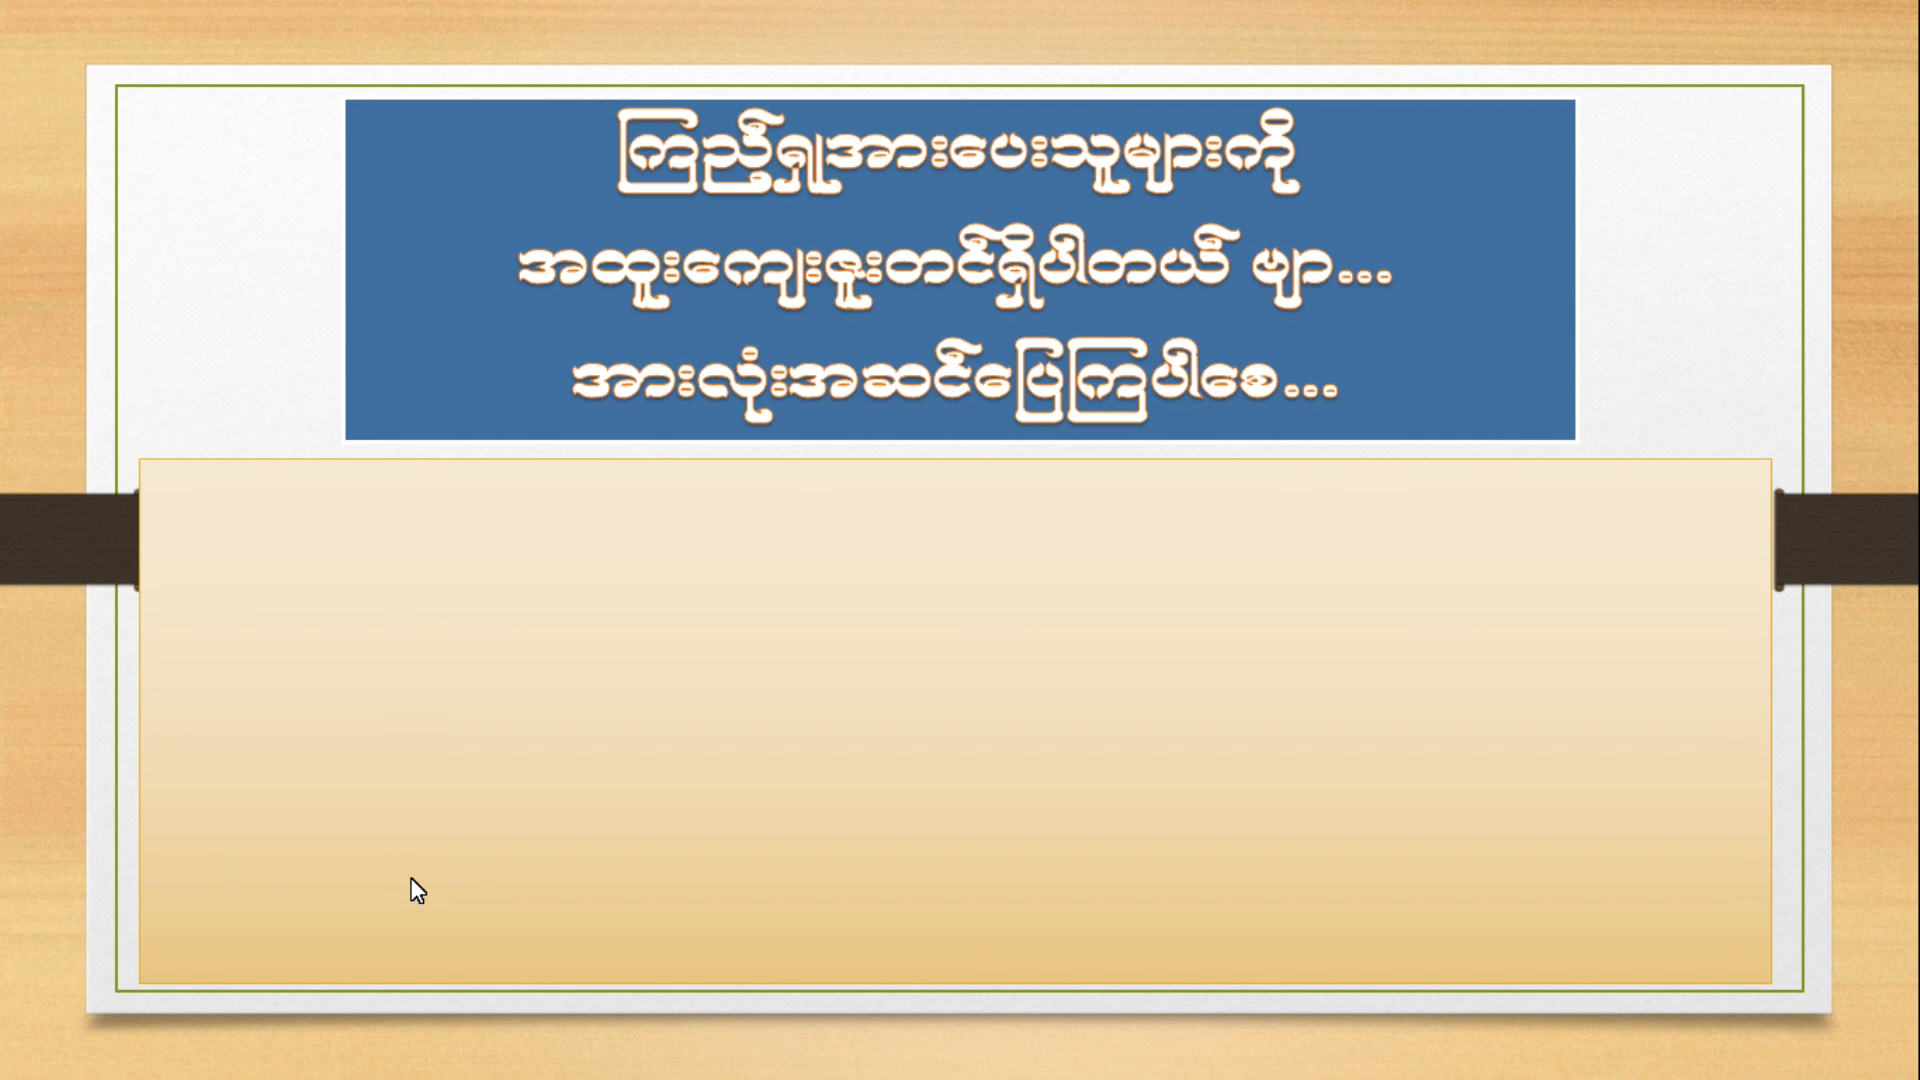 ကြည့်ရှုအားပေးသူများကို
အထူးကျေးဇူးတင်ရှိပါတယ် ဗျာ...
အားလုံးအဆင်ပြေကြပါစေ...